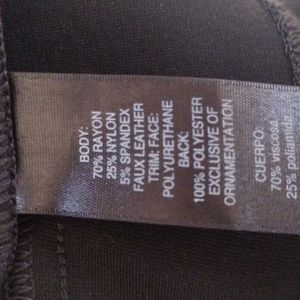 BODY:
70% RAYON
25% NYLON
5% SPANDEX
FAUX LEATHER
TRIM: FACE:
POLYURETHANE
BACK:
100% POLYESTER
EXCLUSIVE OF
ORNAMENTATION
CUERPO:
70% viscosa
25% poliamida